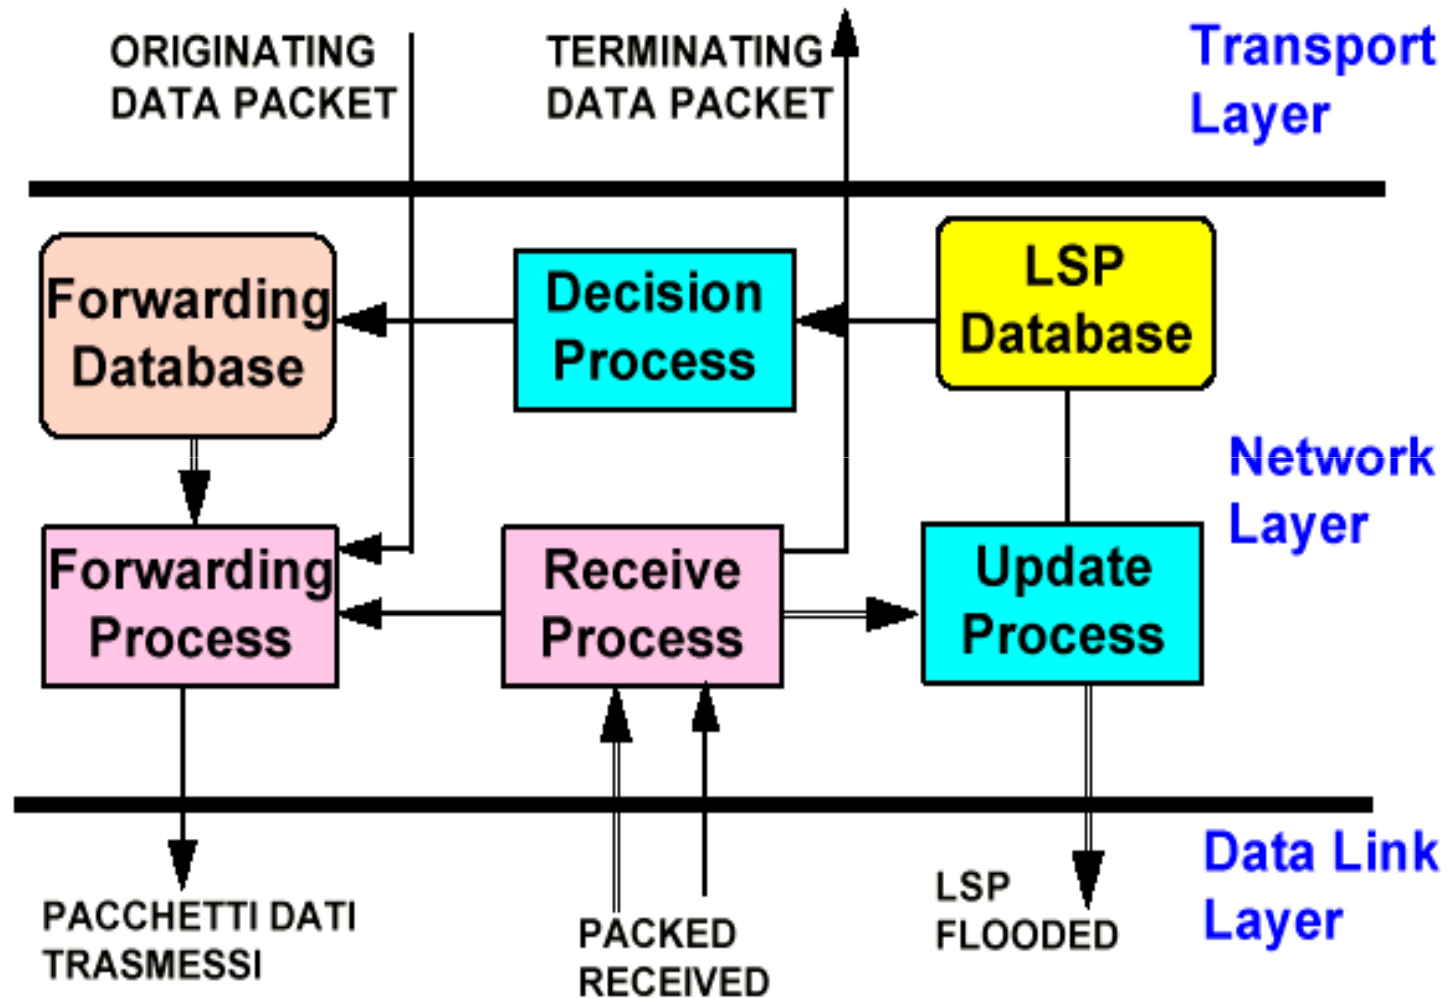 ORIGINATING
DATA PACKET
TERMINATING
DATA PACKET
Transport
Layer
Forwarding
Database
Decision
Process
LSP
Database
Network
Layer
Forwarding
Process
Receive
Process
Update
Process
Data Link
Layer
PACCHETTI DATI
TRASMESSI
PACKED
RECEIVED
LSP
FLOODED